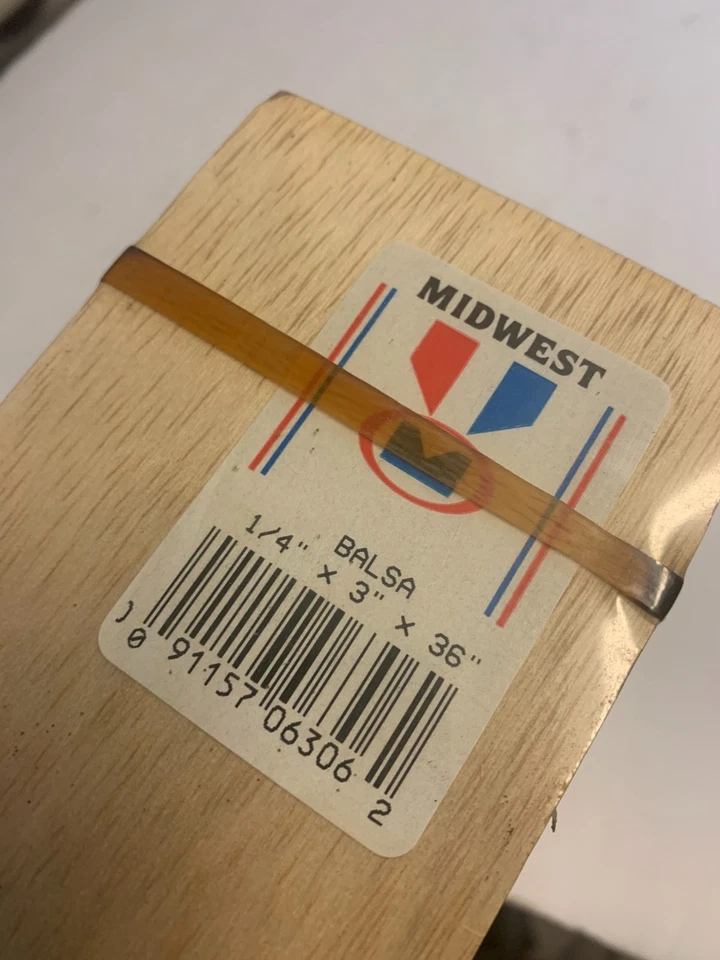 MIDWEST
M
BALSA
1/4" x 3" x 36"
0 91157 06306 2